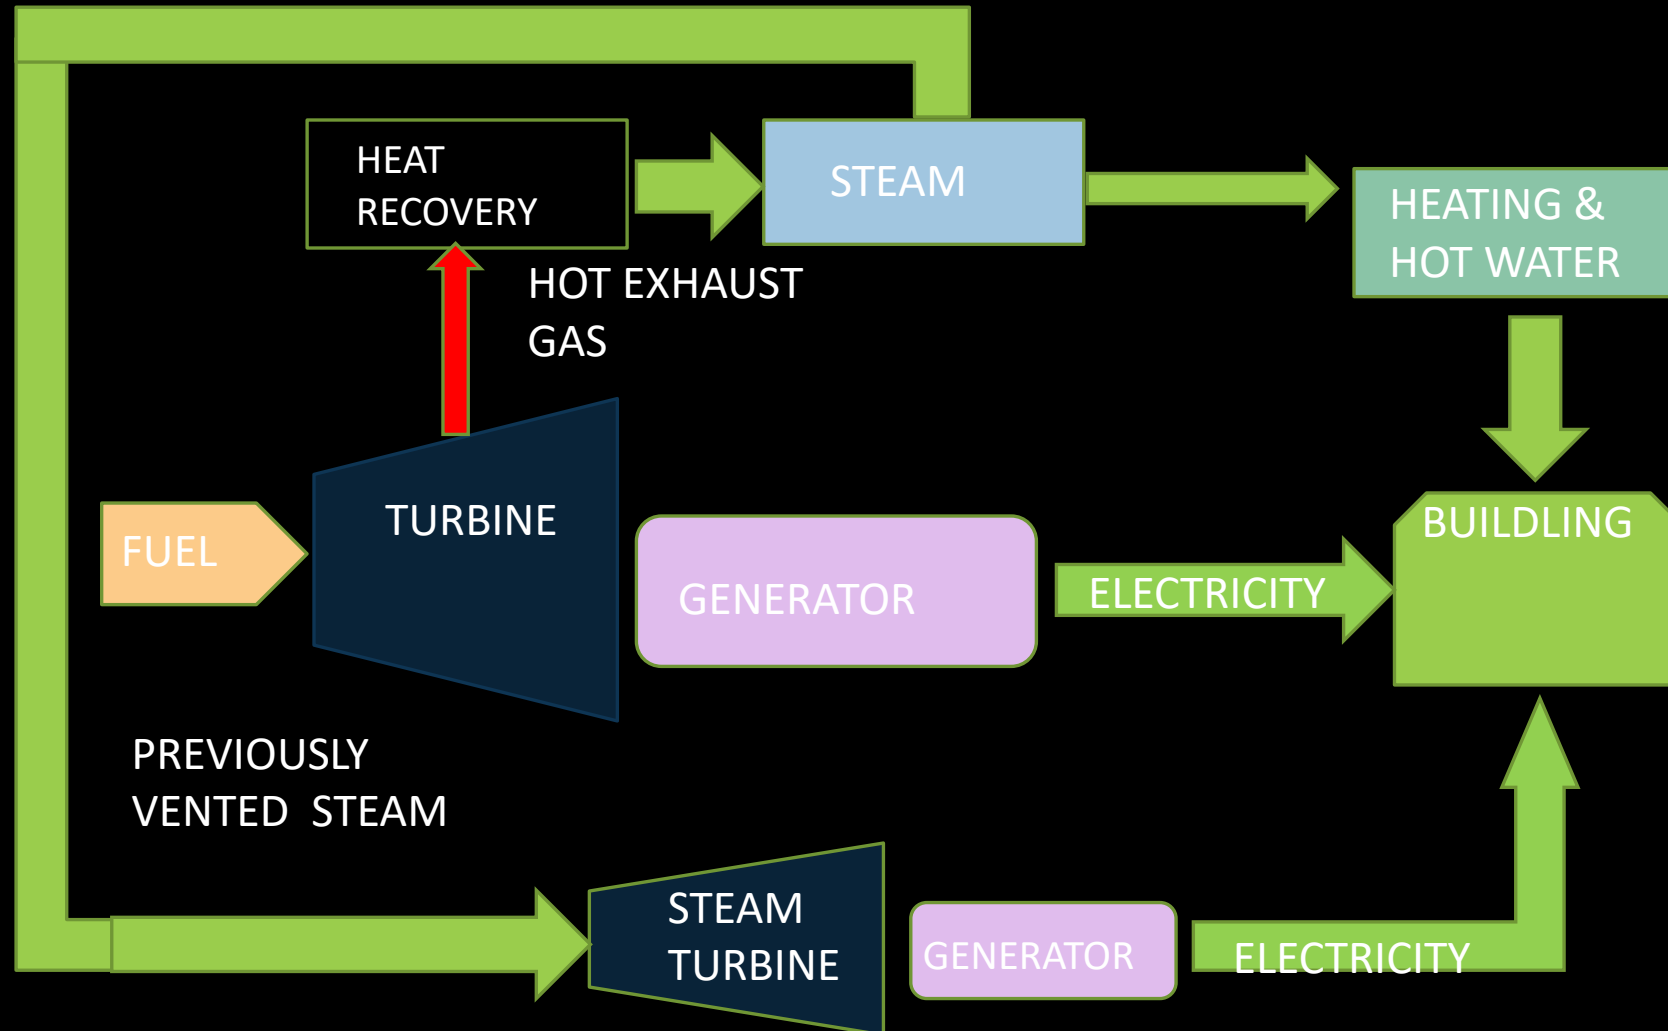 HEAT
RECOVERY
STEAM
HEATING &
HOT WATER
HOT EXHAUST
GAS
FUEL
TURBINE
GENERATOR
ELECTRICITY
BUILDLING
PREVIOUSLY
VENTED  STEAM
STEAM
TURBINE
GENERATOR
ELECTRICITY